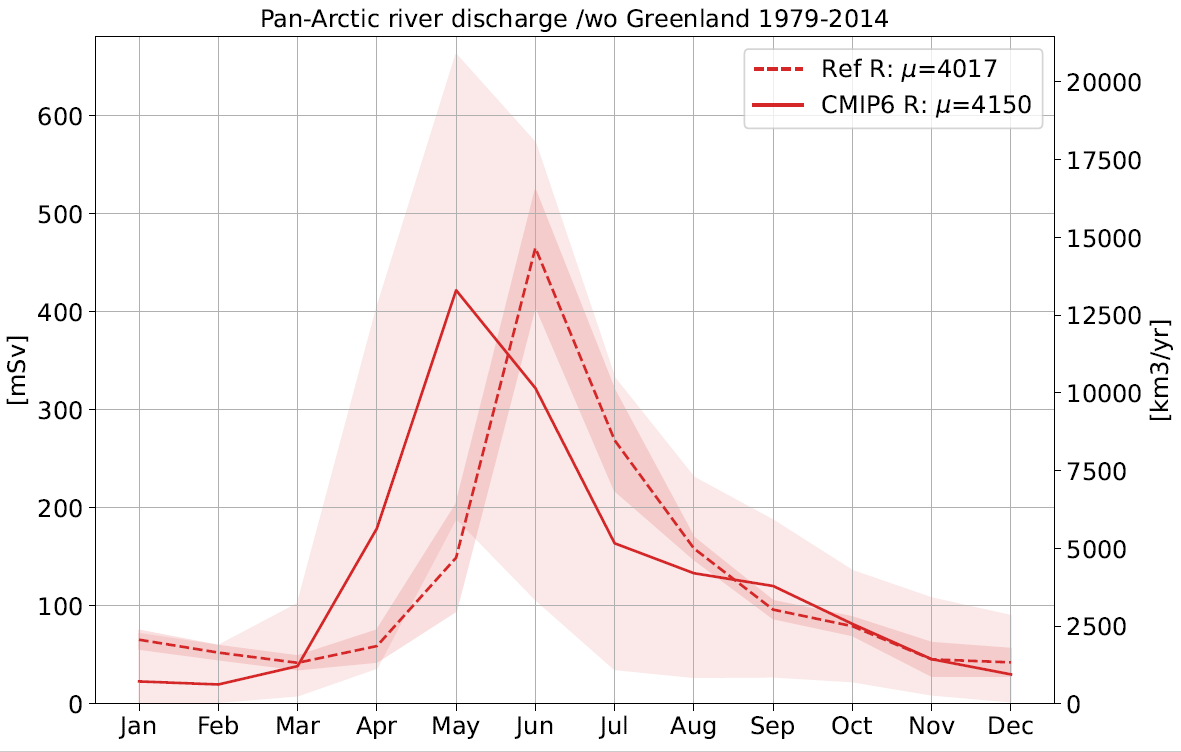 Pan-Arctic river discharge /wo Greenland 1979-2014
Ref R: μ=4017
CMIP6 R: μ=4150
[mSv]
600
500
400
300
200
100
0
20000
17500
15000
12500
10000
7500
5000
2500
0
[km3/yr]
Jan Feb Mar Apr May Jun Jul Aug Sep Oct Nov Dec